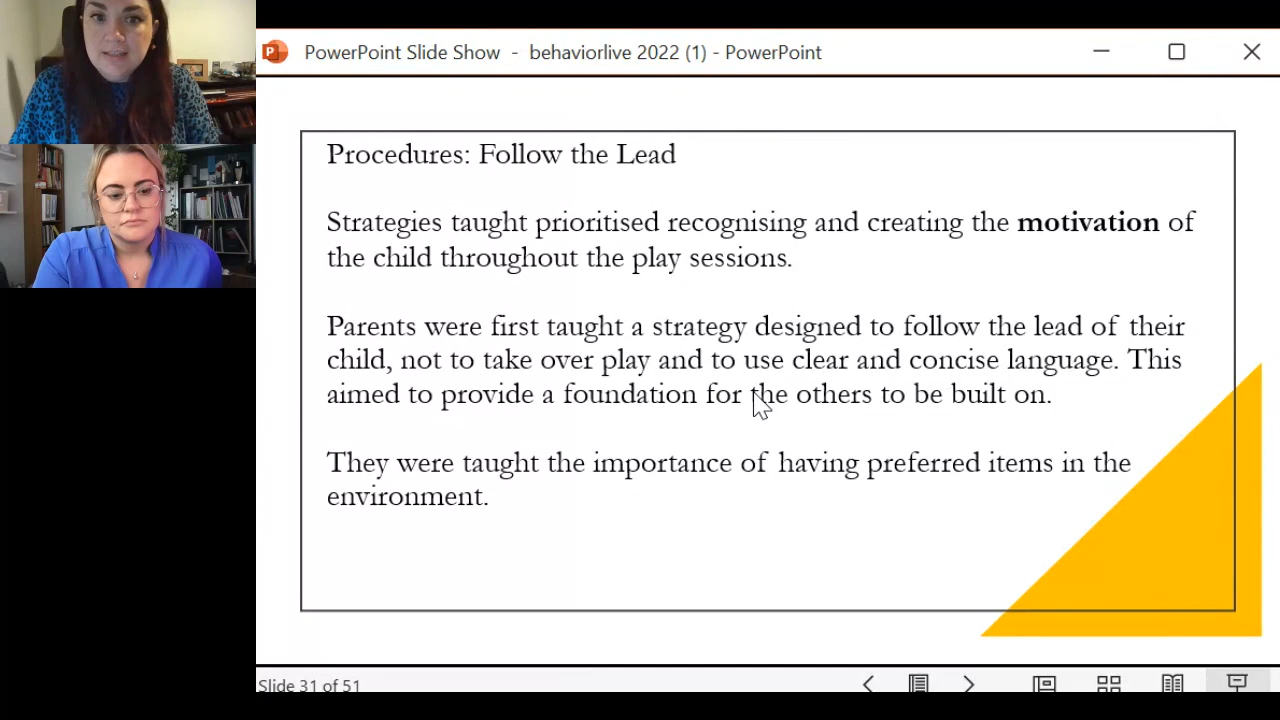 PowerPoint Slide Show - behaviorlive 2022 (1) - PowerPoint
Procedures: Follow the Lead
Strategies taught prioritised recognising and creating the motivation of
the child throughout the play sessions.
Parents were first taught a strategy designed to follow the lead of their
child, not to take over play and to use clear and concise language. This
aimed to provide a foundation for the others to be built on.
They were taught the importance of having preferred items in the
environment.
Slide 31 of 51